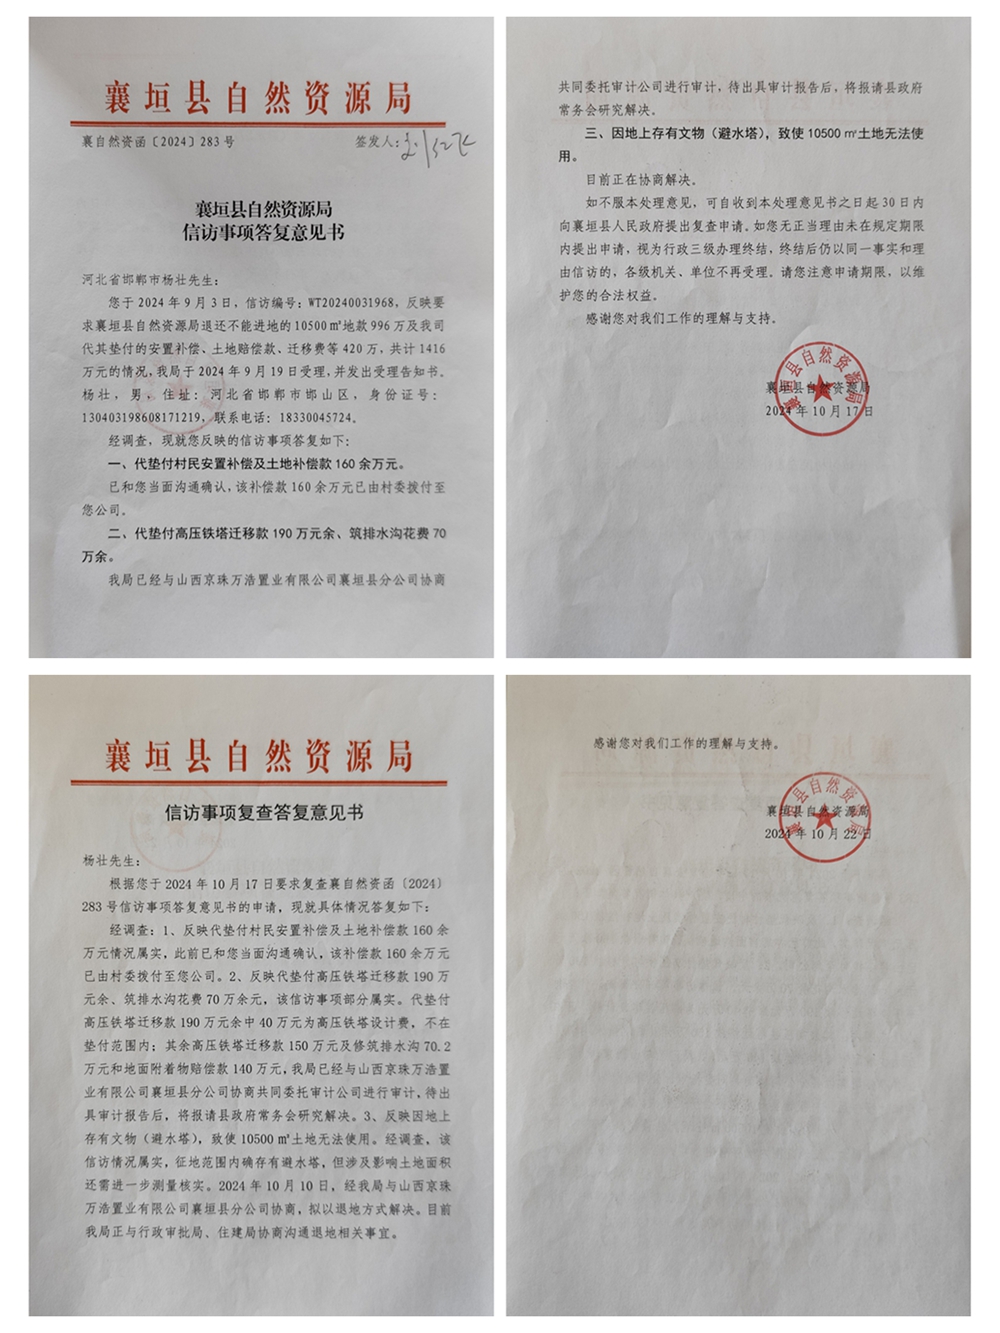 襄垣县自然资源局
襄自然资函〔2024〕283号 签发人:
襄垣县自然资源局
信访事项答复意见书
河北省邯郸市杨壮先生：
您于2024年9月3日，信访编号：WT20240031968，反映要
求襄垣县自然资源局退还不能进地的10500㎡地款996万及我司
代其垫付的安置补偿、土地赔偿款、迁移费等420万，共计1416
万元的情况，我局于2024年9月19日受理，并发出受理告知书。
杨壮，男，住址：河北省邯郸市邯山区，身份证号：
130403198608171219，联系电话：18330045724。
经调查，现就您反映的信访事项答复如下：
一、代垫付村民安置补偿及土地补偿款160余万元。
已和您当面沟通确认，该补偿款160余万元已由村委拨付至
您公司。
二、代垫付高压铁塔迁移款190万元余、筑排水沟花费70
万余。
我局已经与山西京珠万浩置业有限公司襄垣县分公司协商
共同委托审计公司进行审计，待出具审计报告后，将报请县政府
常务会研究解决。
三、因地上存有文物（避水塔），致使10500㎡土地无法使
用。
目前正在协商解决。
如不服本处理意见，可自收到本处理意见书之日起30日内
向襄垣县人民政府提出复查申请。如您无正当理由未在规定期限
内提出申请，视为行政三级办理终结，终结后仍以同一事实和理
由信访的，各级机关、单位不再受理。请您注意申请期限，以维
护您的合法权益。
感谢您对我们工作的理解与支持。
襄垣县自然资源局
2024年10月17日
襄垣县自然资源局
信访事项复查答复意见书
杨壮先生：
根据您于2024年10月17日要求复查襄自然资函〔2024〕
283号信访事项答复意见书的申请，现就具体情况答复如下：
经调查：1、反映代垫付村民安置补偿及土地补偿款160余
万元情况属实，此前已和您当面沟通确认，该补偿款160余万元
已由村委拨付至您公司。2、反映代垫付高压铁塔迁移款190万
元余、筑排水沟花费70万余元，该信访事项部分属实。代垫付
高压铁塔迁移款190万元余中40万元为高压铁塔设计费，不在
垫付范围内；其余高压铁塔迁移款150万元及修筑排水沟70.2
万元和地面附着物赔偿款140万元，我局已经与山西京珠万浩置
业有限公司襄垣县分公司协商共同委托审计公司进行审计，待出
具审计报告后，将报请县政府常务会研究解决。3、反映因地上
存有文物（避水塔），致使10500㎡土地无法使用。经调查，该
信访情况属实，征地范围内确存有避水塔，但涉及影响土地面积
还需进一步测量核实。2024年10月10日，经我局与山西京珠
万浩置业有限公司襄垣县分公司协商，拟以退地方式解决。目前
我局正与行政审批局、住建局协商沟通退地相关事宜。
感谢您对我们工作的理解与支持。
襄垣县自然资源局
2024年10月22日